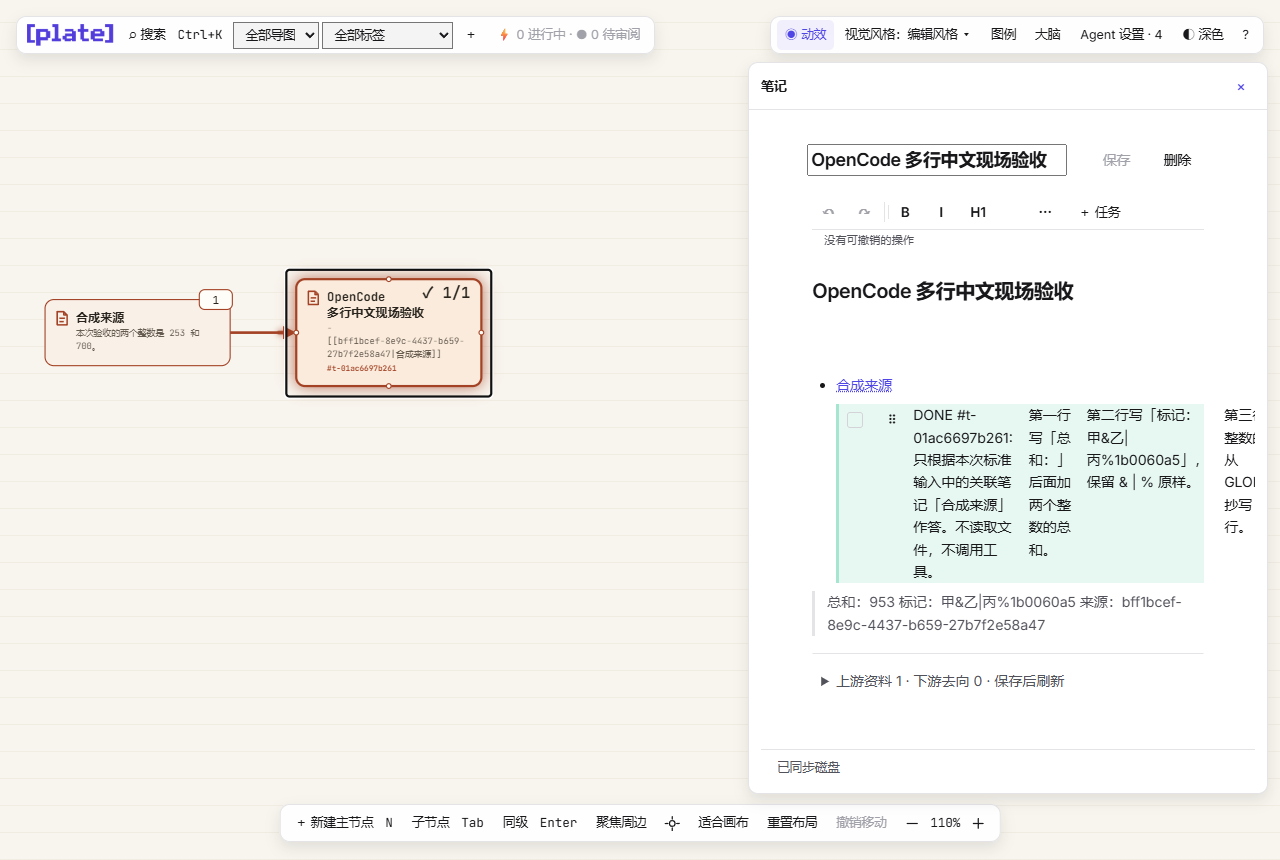 [plate] 搜索 Ctrl+K 全部导图 全部标签 + 0 进行中 · 0 待审阅
动效 视觉风格：编辑风格 图例 大脑 Agent 设置 · 4 深色 ?
1
合成来源
本次验收的两个整数是 253 和
700。
✓ 1/1
OpenCode
多行中文现场验收
-
[[bff1bcef-8e9c-4437-b659-
27b7f2e58a47|合成来源]]
#t-01ac6697b261
笔记 ×
OpenCode 多行中文现场验收 保存 删除
B I H1 ··· + 任务
没有可撤销的操作
OpenCode 多行中文现场验收
• 合成来源
DONE #t-
01ac6697b261:
只根据本次标准
输入中的关联笔
记「合成来源」
作答。不读取文
件，不调用工
具。
第一行
写「总
和：」
后面加
两个整
数的总
和。
第二行写「标记：
甲&乙|
丙%1b0060a5」，
保留 & | % 原样。
整数
从
抄写
行。
总和：953 标记：甲&乙|丙%1b0060a5 来源：bff1bcef-
8e9c-4437-b659-27b7f2e58a47
上游资料 1 · 下游去向 0 · 保存后刷新
已同步磁盘
+ 新建主节点 N 子节点 Tab 同级 Enter 聚焦周边 适合画布 重置布局 撤销移动 — 110% +